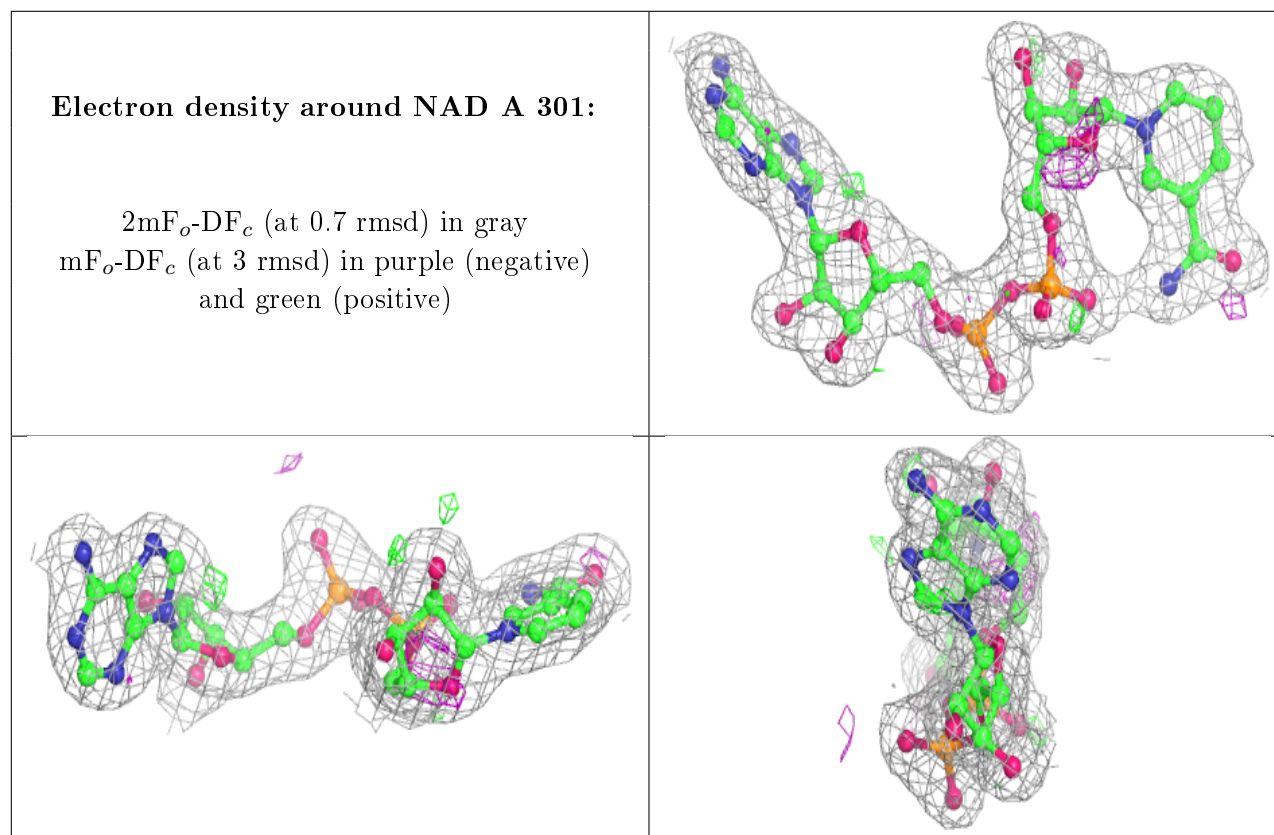 Electron density around NAD A 301:
2mFo-DFc (at 0.7 rmsd) in gray
mFo-DFc (at 3 rmsd) in purple (negative)
and green (positive)